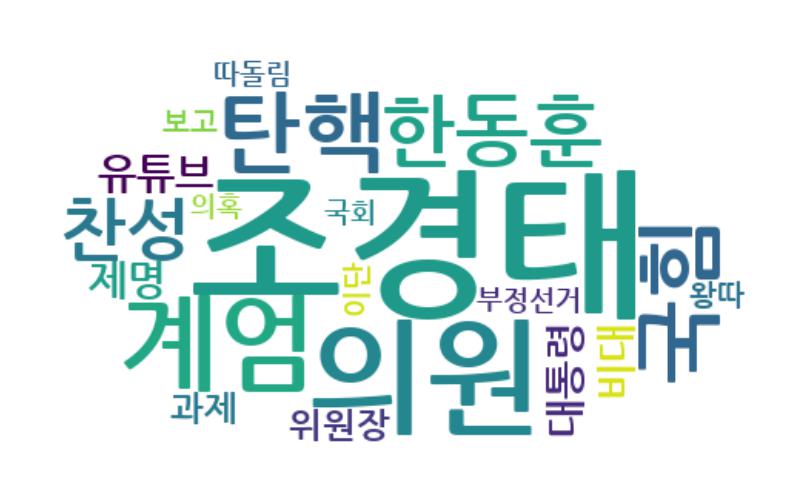 따돌림
보고
탄핵
한동훈
유튜브
조경태
찬성
의혹
국회
국힘
제명
이단
부정선거
왕따
계엄
의원
대통령
비대
과제
위원장